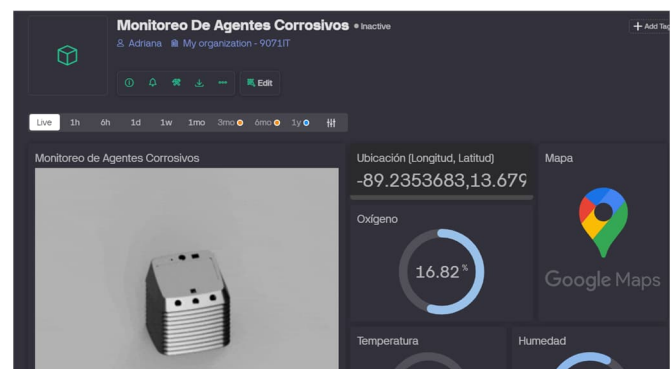 Monitoreo De Agentes Corrosivos • Inactive
Adriana My organization - 9071IT
+ Add Tag
Edit
Live 1h 6h 1d 1w 1mo 3mo 6mo 1y
Monitoreo de Agentes Corrosivos
Ubicación (Longitud, Latitud)
-89.2353683,13.679
Mapa
Oxígeno
16.82 %
Google Maps
Temperatura
Humedad